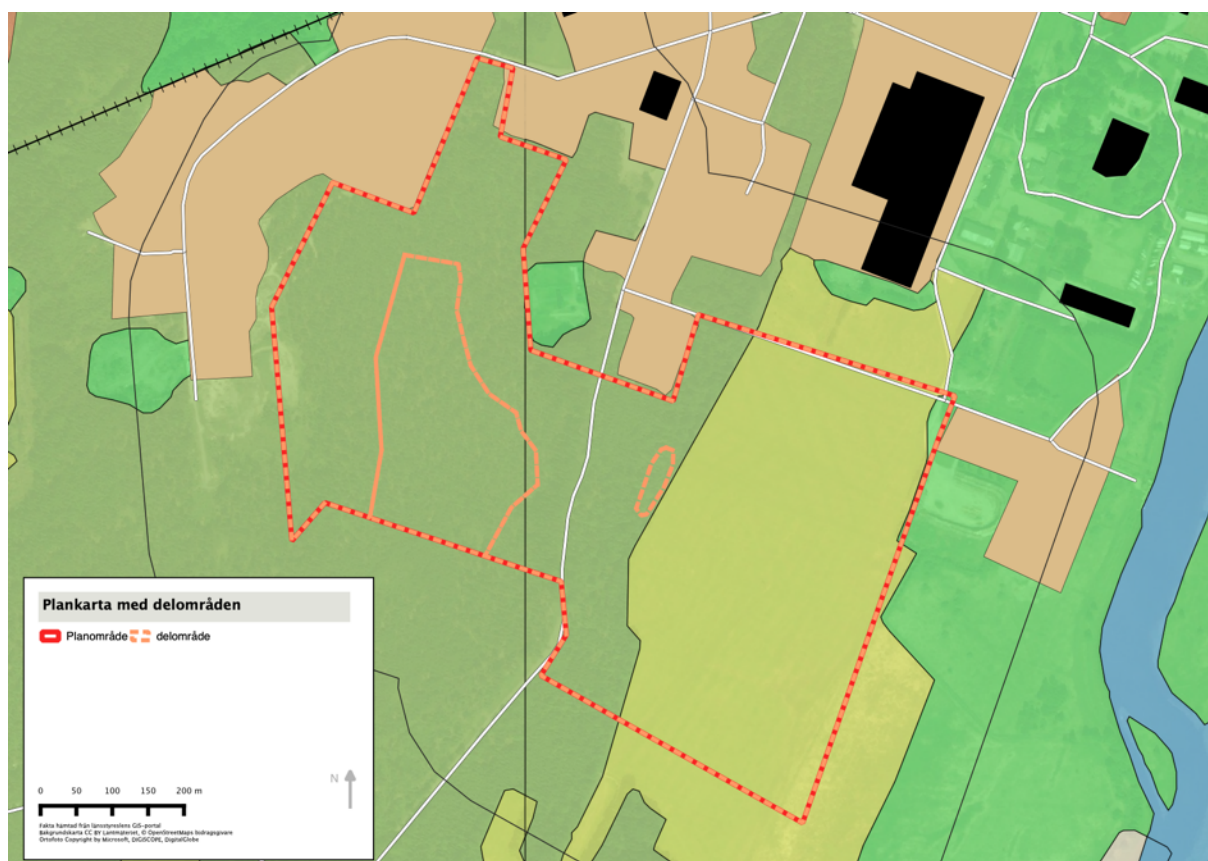 Plankarta med delområden
Planområde delområde
N
0 50 100 150 200 m
Fakta hämtad från länsstyrelsens GIS-portal
Bakgrundskarta CC BY Lantmäteriet, © OpenStreetMaps bidragsgivare
Ortofoto Copyright by Microsoft, DIGISCOPE, DigitalGlobe